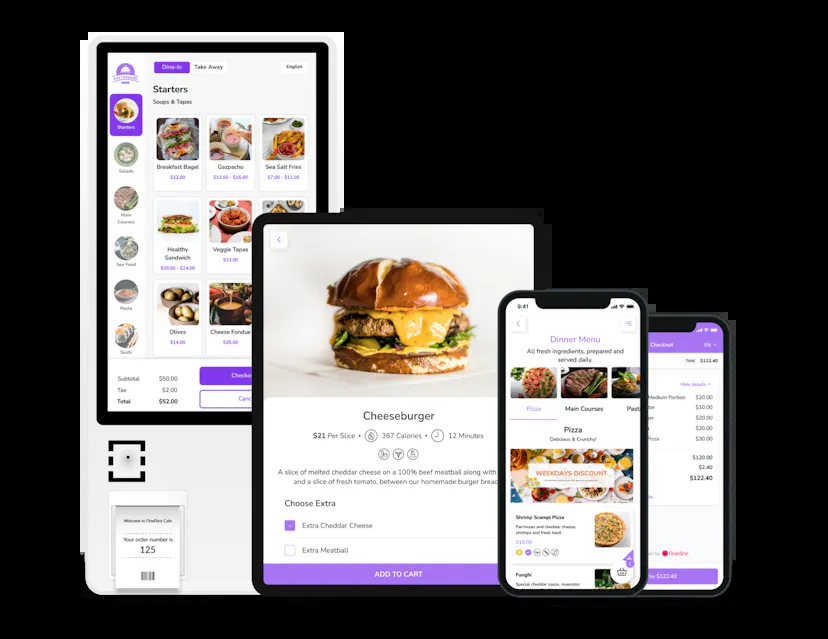 Dine-In
Take Away
English
Starters
Soups & Tapas
Starters
Salads
Main
Courses
Sea Food
Pasta
Sushi
Breakfast Bagel
$12.00
Gazpacho
$13.50 - $16.00
Sea Salt Fries
$7.00 - $11.00
Healthy
Sandwich
$20.00 - $24.00
Veggie Tapas
$13.00
Olives
$14.00
Cheese Fondue
$25.00
Subtotal $50.00
Tax $2.00
Total $52.00
Checko
Canc
Welcome to FineDine Cafe
Your order number is
125
Cheeseburger
$21 Per Slice • 367 Calories • 12 Minutes
A slice of melted cheddar cheese on a 100% beef meatball along with
and a slice of fresh tomato, between our homemade burger bread
Choose Extra
Extra Cheddar Cheese
Extra Meatball
ADD TO CART
9:41
Dinner Menu
All fresh ingredients, prepared and
served daily.
Pizza
Main Courses
Past
Pizza
Delicious & Crunchy!
WEEKDAYS DISCOUNT
Shrimp Scampi Pizza
Parmesan and cheddar cheese,
shrimps and fresh basil.
$16.00
Funghi
Special cheddar sauce, muenster
Checkout
EN
Total $122.40
Hide details
Medium Portion $20.00
$10.00
$20.00
$20.00
Pizza $30.00
$120.00
$2.40
$122.40
finedine
$122.40